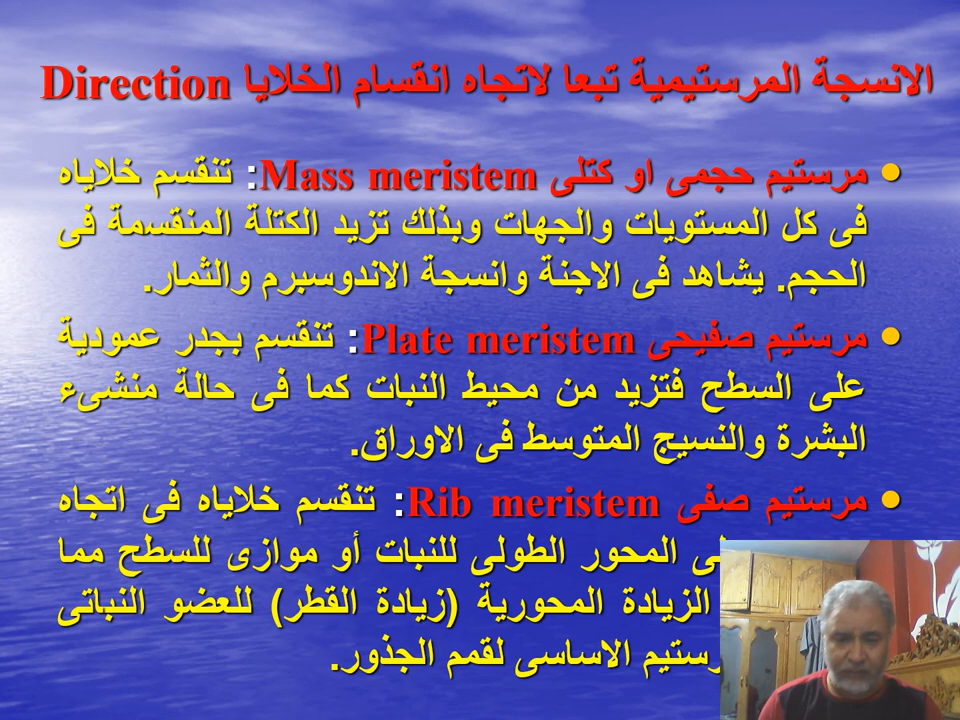 الانسجة المرستيمية تبعا لاتجاه انقسام الخلايا Direction
• مرستيم حجمى او كتلى Mass meristem: تنقسم خلاياه
فى كل المستويات والجهات وبذلك تزيد الكتلة المنقسمة فى
الحجم. يشاهد فى الاجنة وانسجة الاندوسبرم والثمار.
• مرستيم صفيحى Plate meristem: تنقسم بجدر عمودية
على السطح فتزيد من محيط النبات كما فى حالة منشىء
البشرة والنسيج المتوسط فى الاوراق.
• مرستيم صفى Rib meristem: تنقسم خلاياه فى اتجاه
المحور الطولى للنبات أو موازى للسطح مما
الزيادة المحورية (زيادة القطر) للعضو النباتى
الاساسى لقمم الجذور.